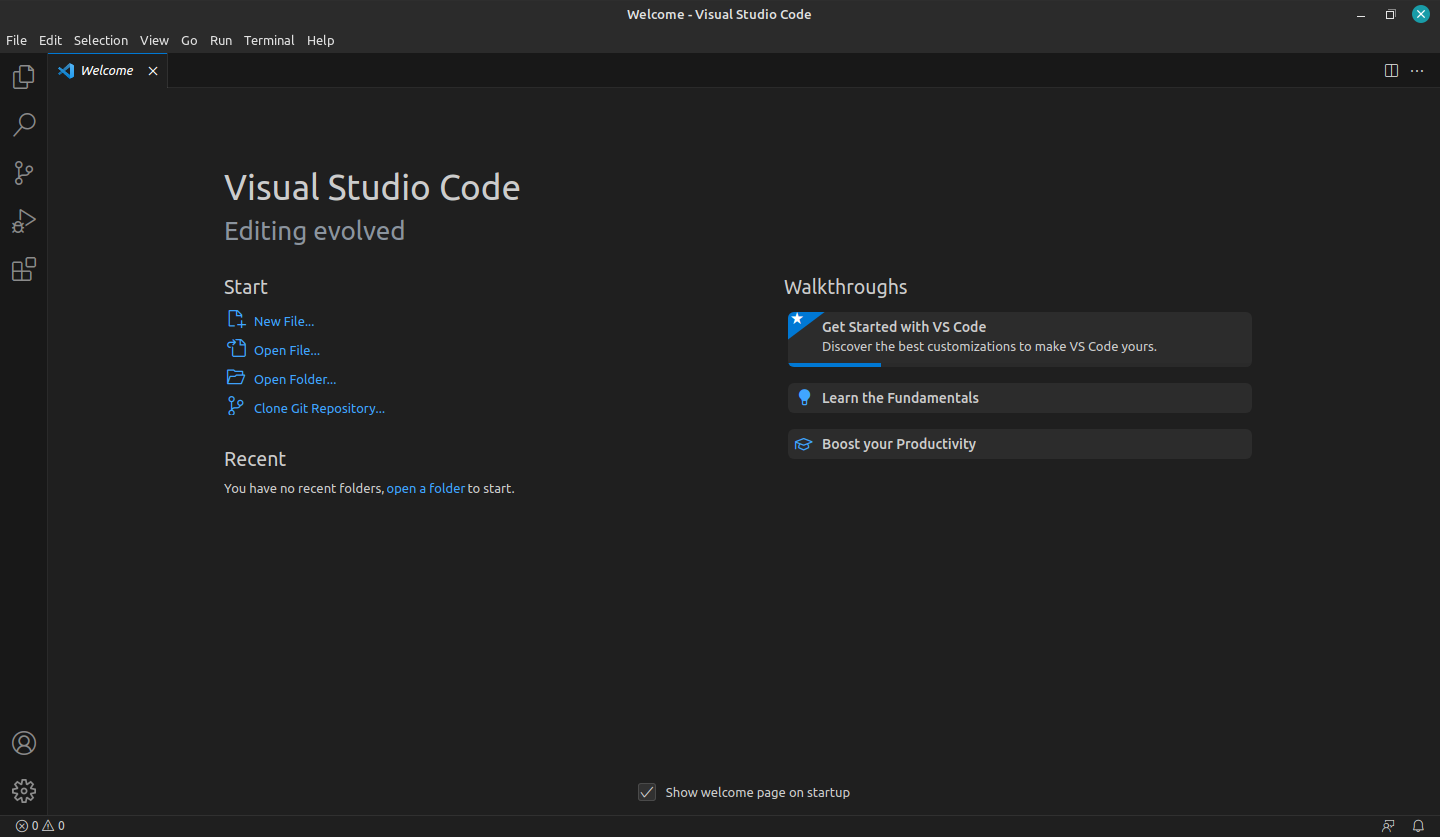 Welcome - Visual Studio Code
File Edit Selection View Go Run Terminal Help
Welcome
Visual Studio Code
Editing evolved
Start
New File...
Open File...
Open Folder...
Clone Git Repository...
Recent
You have no recent folders, open a folder to start.
Walkthroughs
Get Started with VS Code
Discover the best customizations to make VS Code yours.
Learn the Fundamentals
Boost your Productivity
Show welcome page on startup
0 0